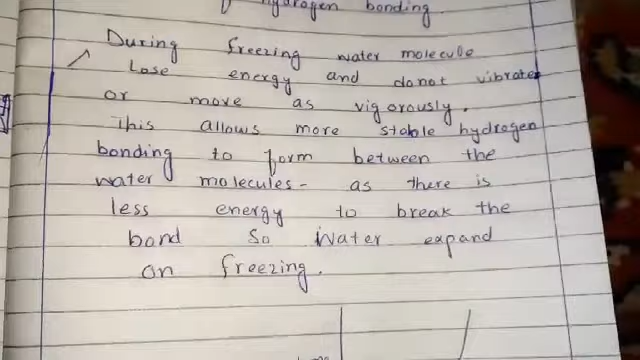 hydrogen bonding
During freezing water molecule
Lose energy and donot vibrates
or move as vigorously.
This allows more stable hydrogen
bonding to form between the
water molecules- as there is
less energy to break the
bond so water expand
on freezing.